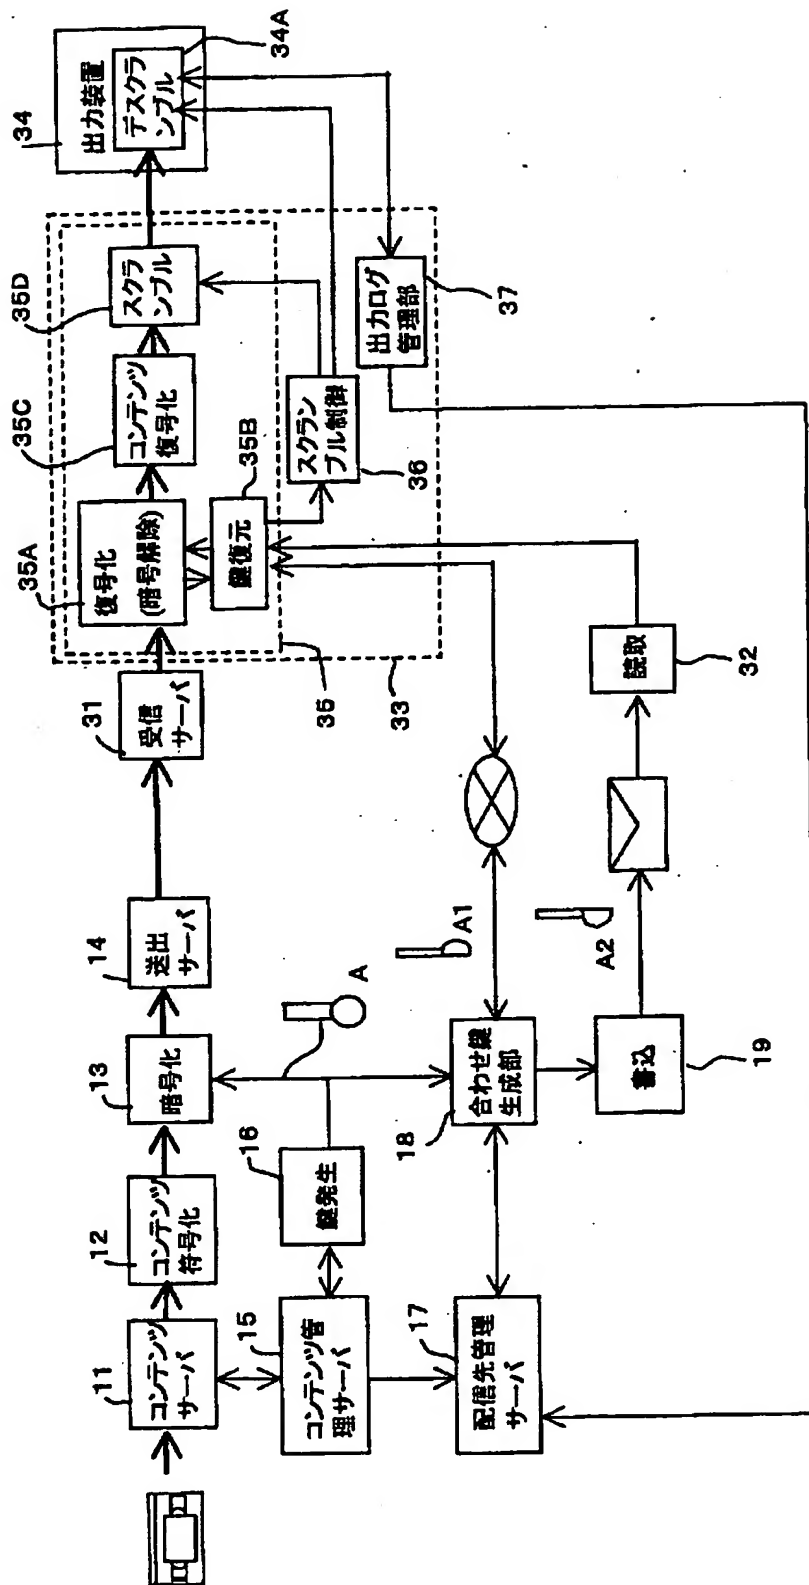 11
コンテンツ
サーバ
12
コンテンツ
符号化
13
暗号化
14
送出
サーバ
31
受信
サーバ
35A
復号化
(暗号解除)
35C
コンテンツ
復号化
35D
スクラ
ンブル
34
出力装置
デスクラ
ンブル
34A
15
コンテンツ管
理サーバ
16
鍵発生
A
35B
鍵復元
35
33
スクラン
ブル制御
36
出力ログ
管理部
37
17
配信先管理
サーバ
18
合わせ鍵
生成部
A1
書込
19
A2
読取
32